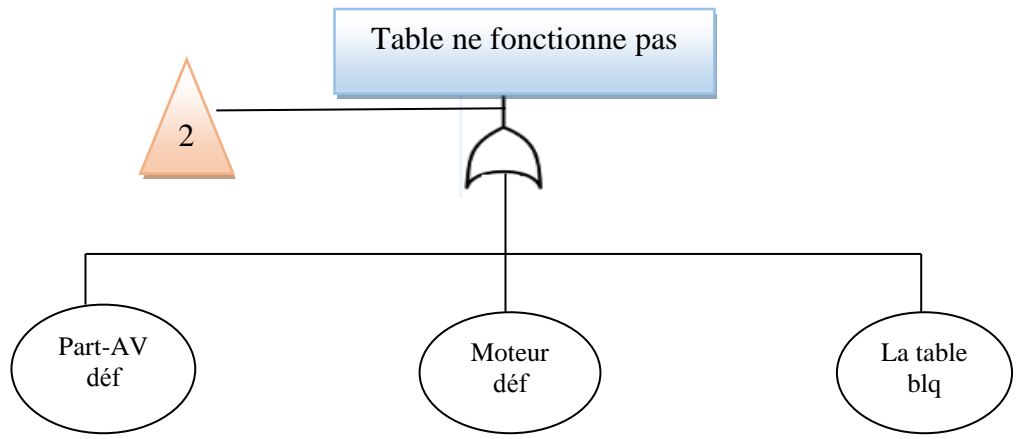 Table ne fonctionne pas
2
Part-AV
déf
Moteur
déf
La table
blq